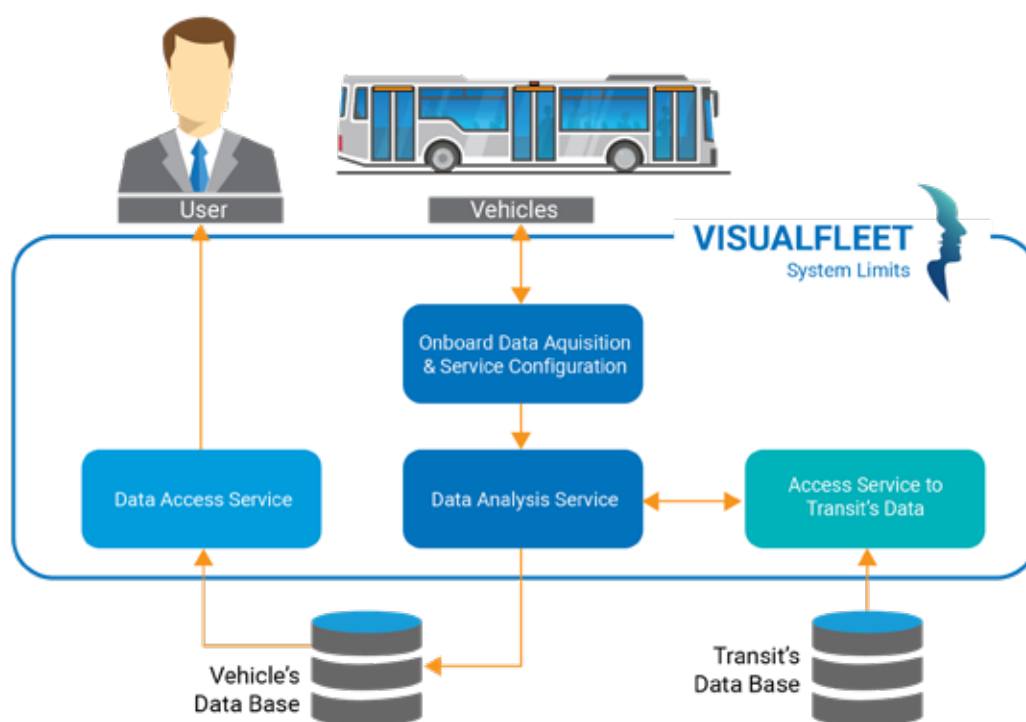 User
Vehicles
VISUALFLEET
System Limits
Onboard Data Aquisition
& Service Configuration
Data Access Service
Data Analysis Service
Access Service to
Transit's Data
Vehicle's
Data Base
Transit's
Data Base